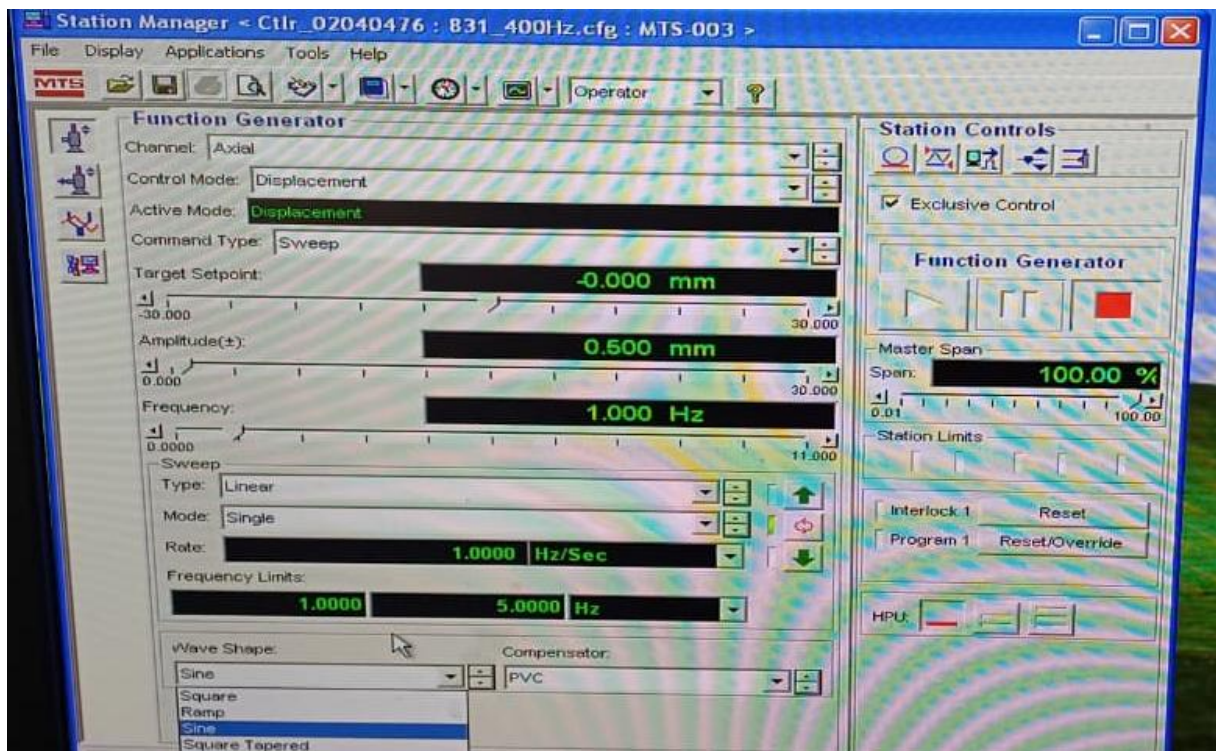 Station Manager < Ctlr_02040476 : 831_400Hz.cfg : MTS-003 >
File Display Applications Tools Help
MTS Operator
Function Generator
Channel: Axial
Control Mode: Displacement
Active Mode: Displacement
Command Type: Sweep
Target Setpoint: -0.000 mm
-30.000 30.000
Amplitude(±): 0.500 mm
0.000 30.000
Frequency: 1.000 Hz
0.0000 11.000
Sweep
Type: Linear
Mode: Single
Rate: 1.0000 Hz/Sec
Frequency Limits:
1.0000 5.0000 Hz
Wave Shape: Compensator:
Sine PVC
Square
Ramp
Sine
Square Tapered
Station Controls
Exclusive Control
Function Generator
Master Span
Span: 100.00 %
0.01 100.00
Station Limits
Interlock 1 Reset
Program 1 Reset/Override
HPU: